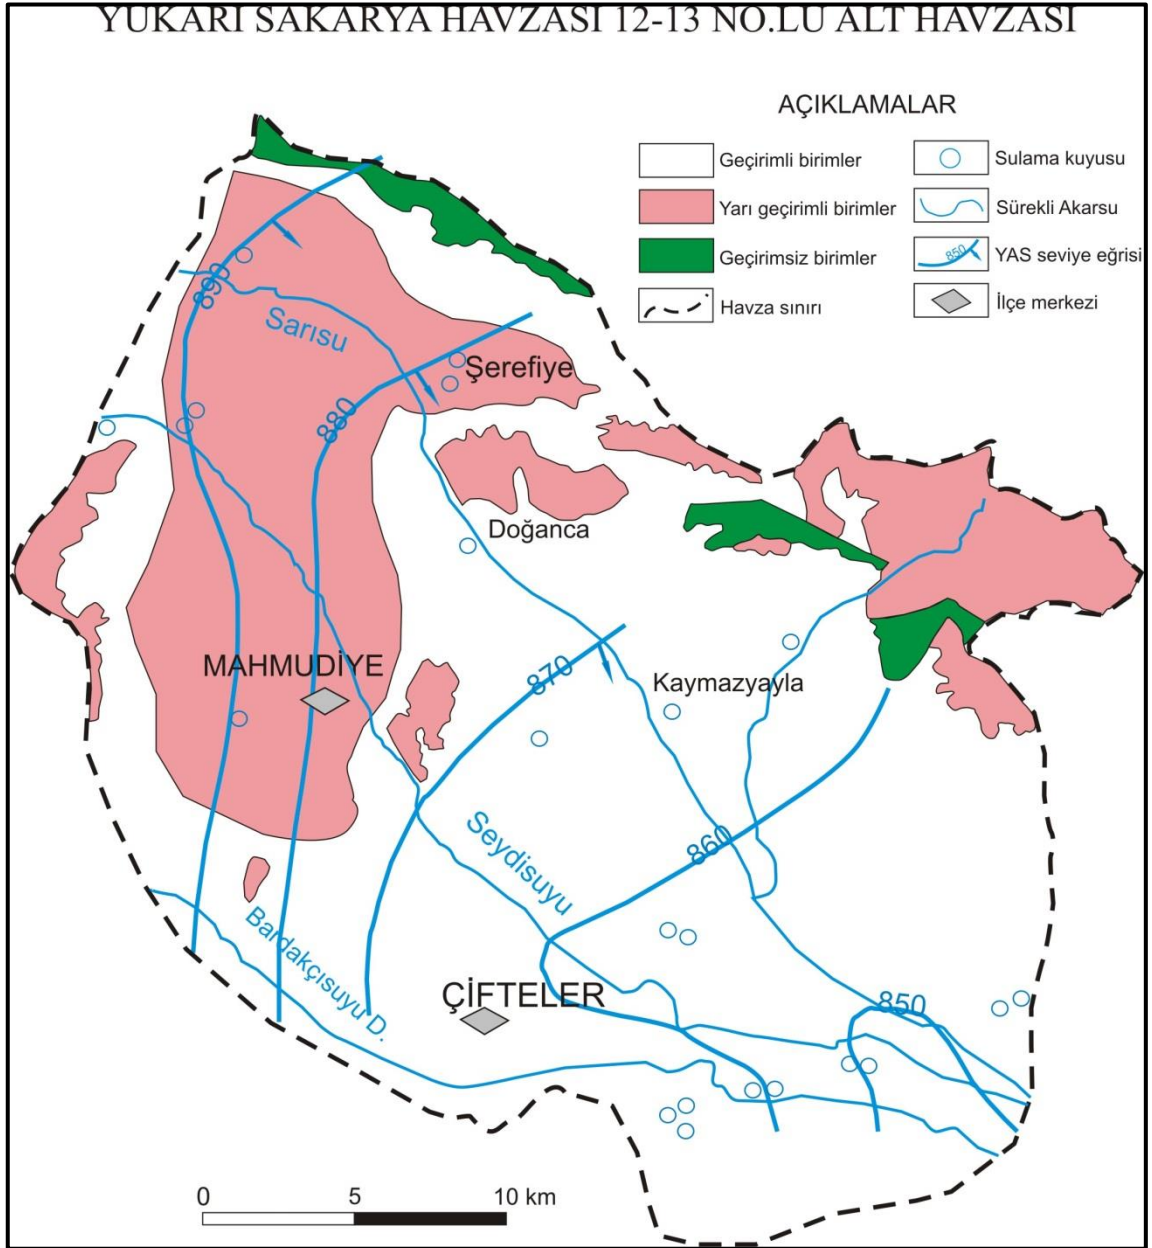 YUKARI SAKARYA HAVZASI 12-13 NO.LU ALT HAVZASI
AÇIKLAMALAR
Geçirimli birimler
Sulama kuyusu
Yarı geçirimli birimler
Sürekli Akarsu
Geçirimsiz birimler
850
YAS seviye eğrisi
Havza sınırı
İlçe merkezi
890
Sarısu
Şerefiye
880
Doğanca
MAHMUDİYE
870
Kaymazyayla
860
Seydisuyu
Bardakçısuyu D.
ÇİFTELER
850
0 5 10 km